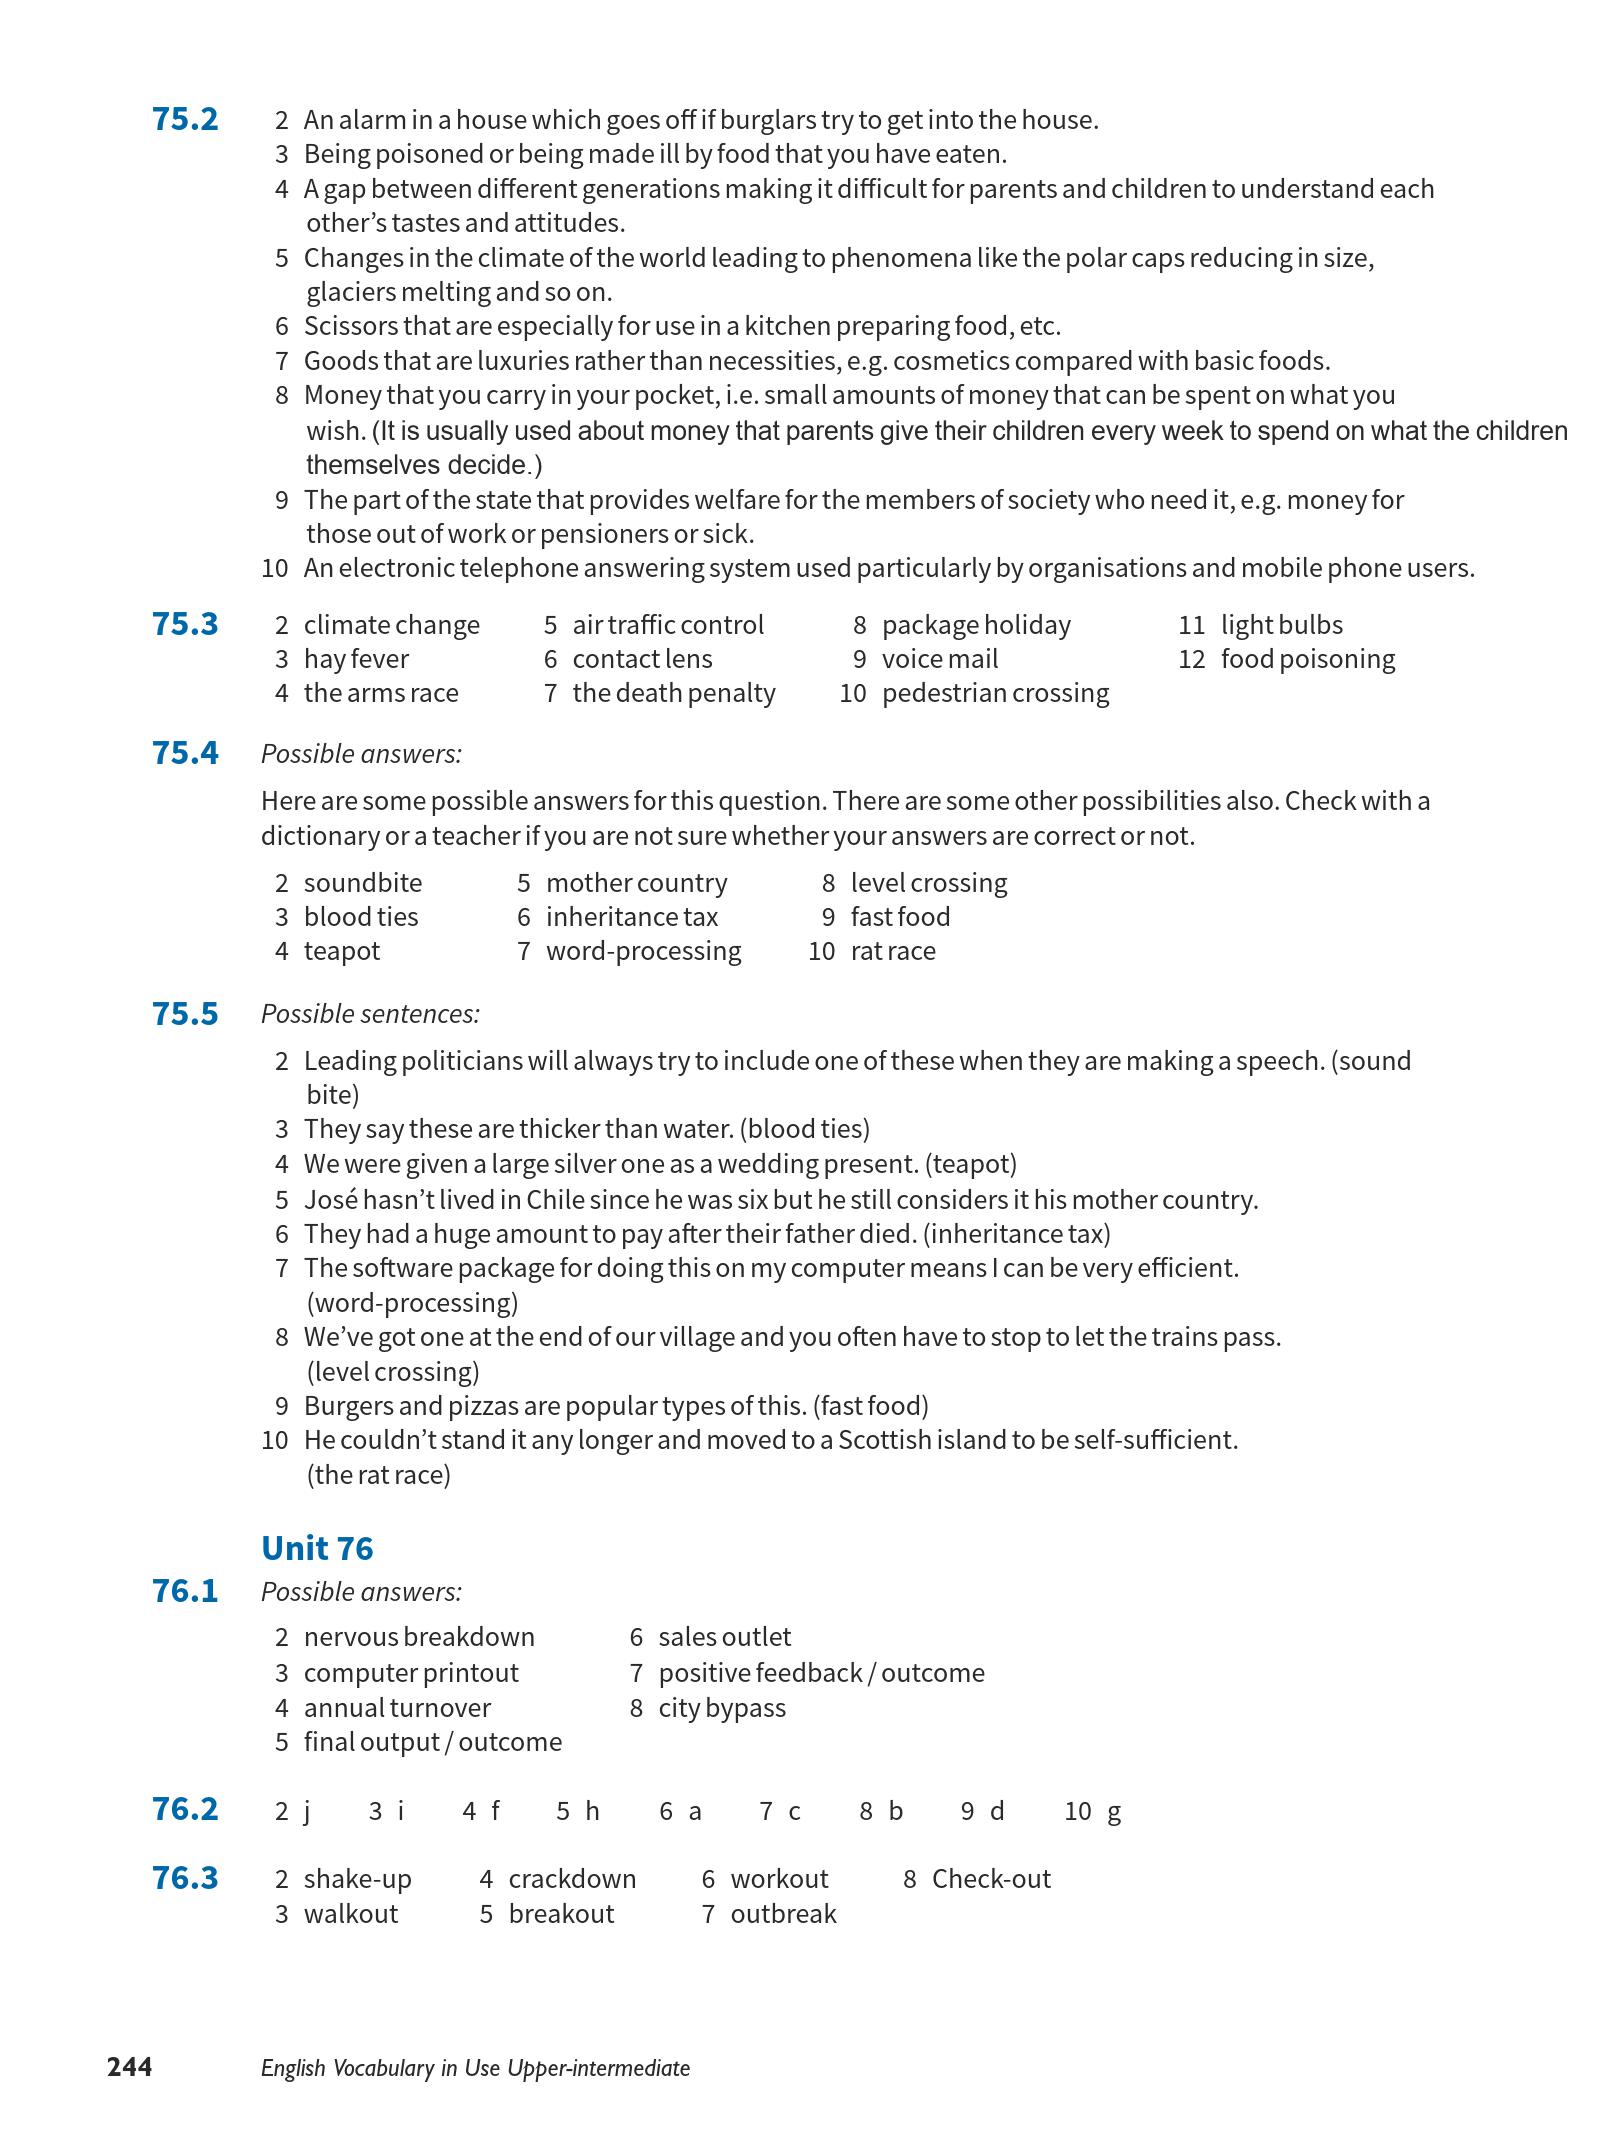 75.2 2 An alarm in a house which goes off if burglars try to get into the house.
3 Being poisoned or being made ill by food that you have eaten.
4 A gap between different generations making it difficult for parents and children to understand each
other’s tastes and attitudes.
5 Changes in the climate of the world leading to phenomena like the polar caps reducing in size,
glaciers melting and so on.
6 Scissors that are especially for use in a kitchen preparing food, etc.
7 Goods that are luxuries rather than necessities, e.g. cosmetics compared with basic foods.
8 Money that you carry in your pocket, i.e. small amounts of money that can be spent on what you
wish. (It is usually used about money that parents give their children every week to spend on what the children
themselves decide.)
9 The part of the state that provides welfare for the members of society who need it, e.g. money for
those out of work or pensioners or sick.
10 An electronic telephone answering system used particularly by organisations and mobile phone users.
75.3 2 climate change 5 air traffic control 8 package holiday 11 light bulbs
3 hay fever 6 contact lens 9 voice mail 12 food poisoning
4 the arms race 7 the death penalty 10 pedestrian crossing
75.4 Possible answers:
Here are some possible answers for this question. There are some other possibilities also. Check with a
dictionary or a teacher if you are not sure whether your answers are correct or not.
2 soundbite 5 mother country 8 level crossing
3 blood ties 6 inheritance tax 9 fast food
4 teapot 7 word-processing 10 rat race
75.5 Possible sentences:
2 Leading politicians will always try to include one of these when they are making a speech. (sound
bite)
3 They say these are thicker than water. (blood ties)
4 We were given a large silver one as a wedding present. (teapot)
5 José hasn’t lived in Chile since he was six but he still considers it his mother country.
6 They had a huge amount to pay after their father died. (inheritance tax)
7 The software package for doing this on my computer means I can be very efficient.
(word-processing)
8 We’ve got one at the end of our village and you often have to stop to let the trains pass.
(level crossing)
9 Burgers and pizzas are popular types of this. (fast food)
10 He couldn’t stand it any longer and moved to a Scottish island to be self-sufficient.
(the rat race)
Unit 76
76.1 Possible answers:
2 nervous breakdown 6 sales outlet
3 computer printout 7 positive feedback / outcome
4 annual turnover 8 city bypass
5 final output / outcome
76.2 2 j 3 i 4 f 5 h 6 a 7 c 8 b 9 d 10 g
76.3 2 shake-up 4 crackdown 6 workout 8 Check-out
3 walkout 5 breakout 7 outbreak
244 English Vocabulary in Use Upper-intermediate